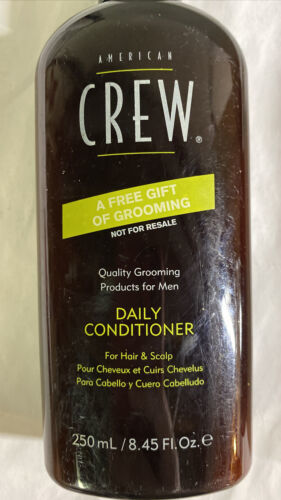 AMERICAN
CREW®
A FREE GIFT
OF GROOMING
NOT FOR RESALE
Quality Grooming
Products for Men
DAILY
CONDITIONER
For Hair & Scalp
Pour Cheveux et Cuirs Chevelus
Para Cabello y Cuero Cabelludo
250 mL / 8.45 Fl.Oz. ℮